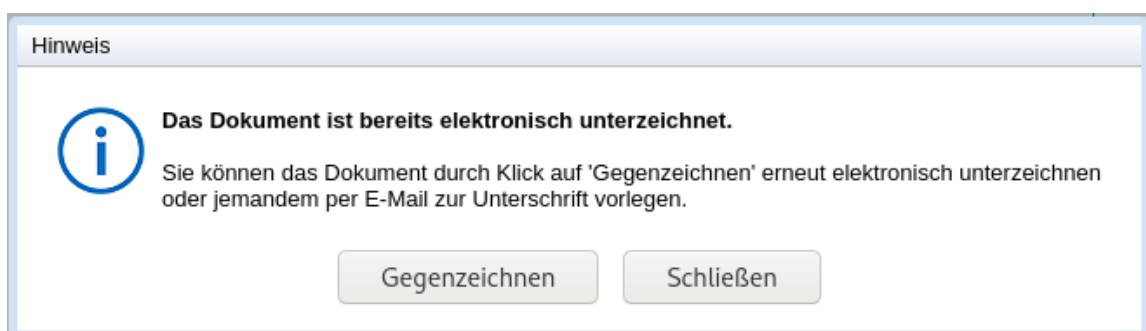 Hinweis
Das Dokument ist bereits elektronisch unterzeichnet.
Sie können das Dokument durch Klick auf 'Gegenzeichnen' erneut elektronisch unterzeichnen
oder jemandem per E-Mail zur Unterschrift vorlegen.
Gegenzeichnen Schließen